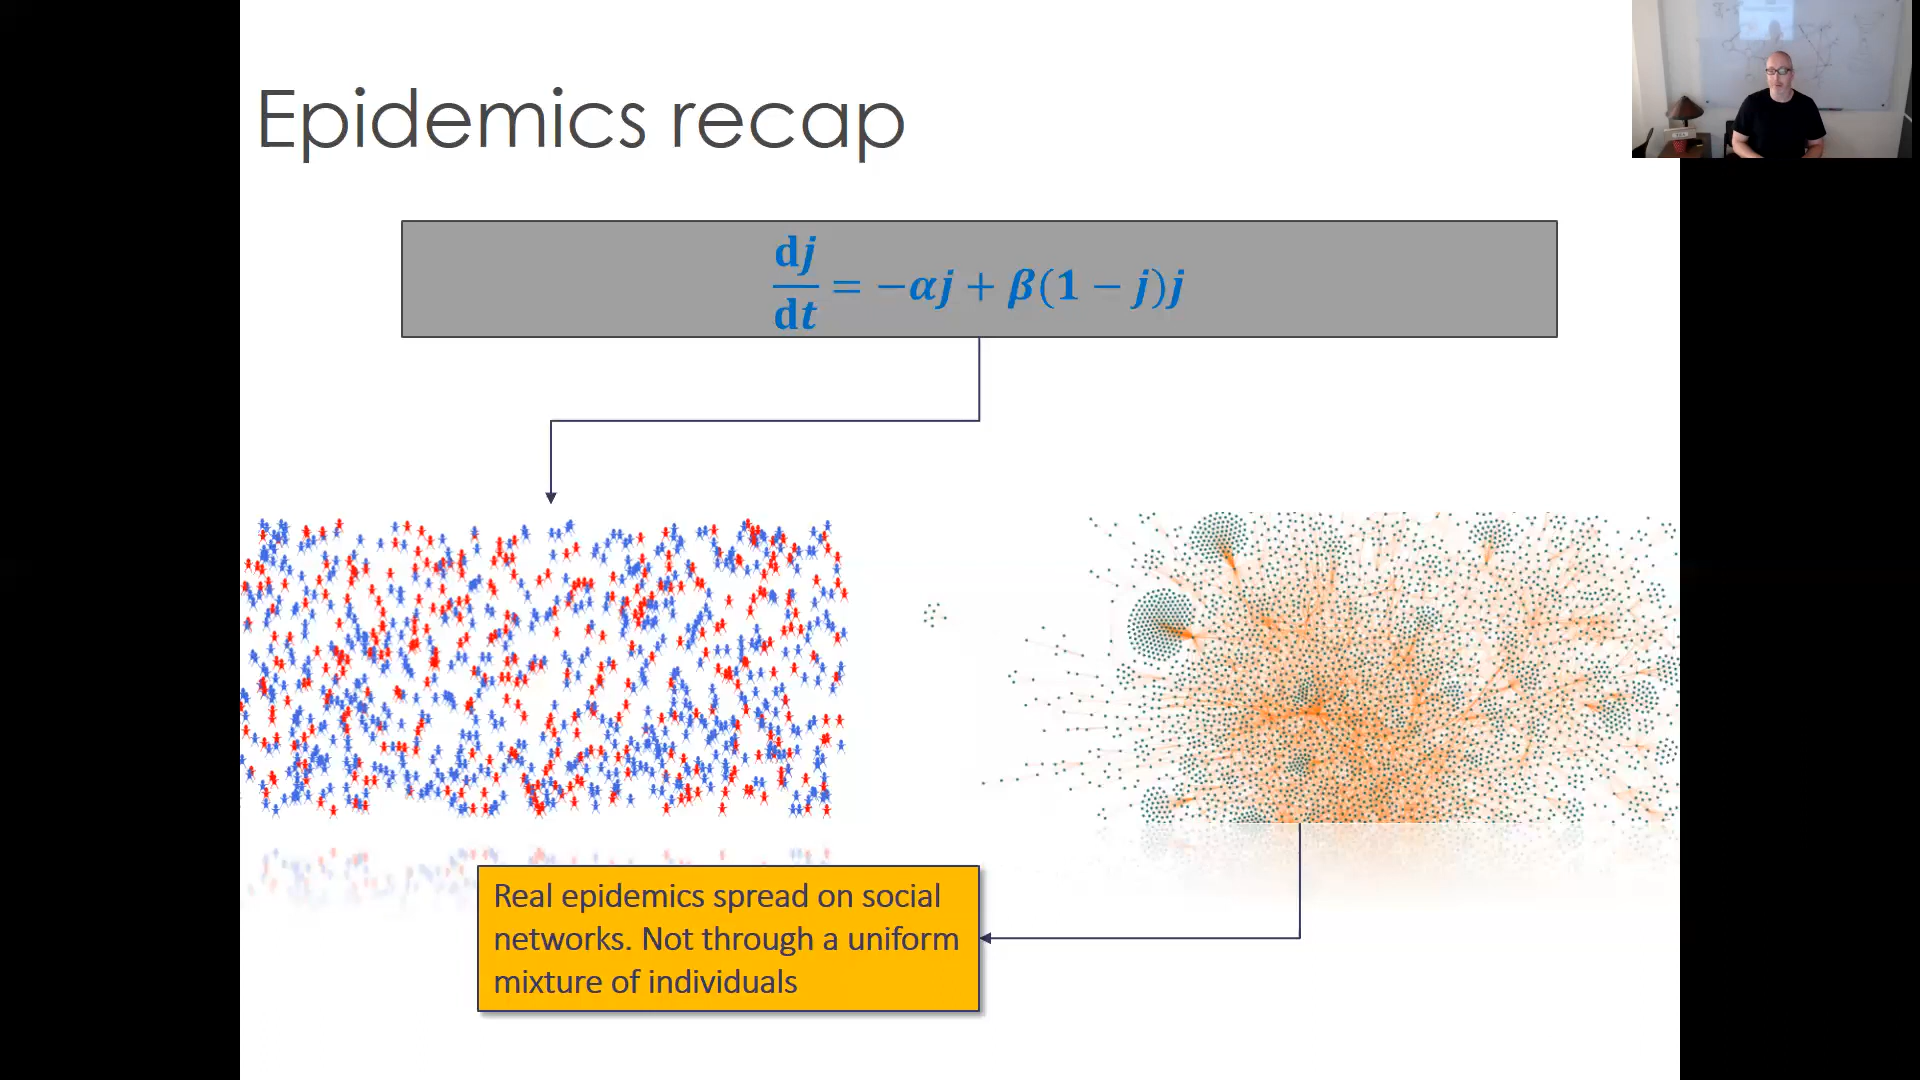 Epidemics recap
dj/dt = −αj + β(1 − j)j
Real epidemics spread on social
networks. Not through a uniform
mixture of individuals